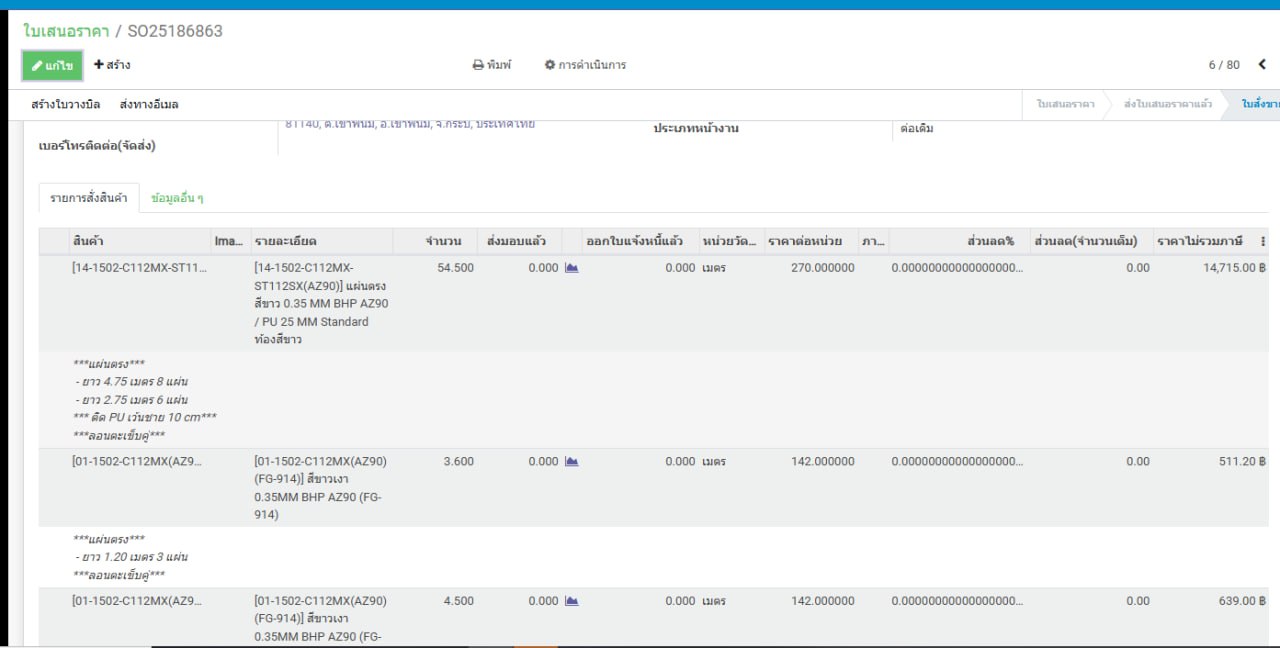 ใบเสนอราคา / SO25186863
แก้ไข สร้าง พิมพ์ การดำเนินการ 6 / 80
สร้างใบวางบิล ส่งทางอีเมล ใบเสนอราคา ส่งใบเสนอราคาแล้ว ใบสั่งขาย
81140, ต.เขาพนม, อ.เขาพนม, จ.กระบี่, ประเทศไทย ประเภทหน้างาน ต่อเติม
เบอร์โทรติดต่อ(จัดส่ง)
รายการสั่งสินค้า ข้อมูลอื่น ๆ
สินค้า Ima... รายละเอียด จำนวน ส่งมอบแล้ว ออกใบแจ้งหนี้แล้ว หน่วยวัด... ราคาต่อหน่วย ภา... ส่วนลด% ส่วนลด(จำนวนเต็ม) ราคาไม่รวมภาษี
[14-1502-C112MX-ST11... [14-1502-C112MX- 54.500 0.000 0.000 เมตร 270.000000 0.00000000000000000... 0.00 14,715.00 ฿
ST112SX(AZ90)] แผ่นตรง
สีขาว 0.35 MM BHP AZ90
/ PU 25 MM Standard
ท้องสีขาว
***แผ่นตรง***
- ยาว 4.75 เมตร 8 แผ่น
- ยาว 2.75 เมตร 6 แผ่น
*** ติด PU เว้นชาย 10 cm***
***ลอนตะเข็บคู่***
[01-1502-C112MX(AZ9... [01-1502-C112MX(AZ90) 3.600 0.000 0.000 เมตร 142.000000 0.00000000000000000... 0.00 511.20 ฿
(FG-914)] สีขาวเงา
0.35MM BHP AZ90 (FG-
914)
***แผ่นตรง***
- ยาว 1.20 เมตร 3 แผ่น
***ลอนตะเข็บคู่***
[01-1502-C112MX(AZ9... [01-1502-C112MX(AZ90) 4.500 0.000 0.000 เมตร 142.000000 0.00000000000000000... 0.00 639.00 ฿
(FG-914)] สีขาวเงา
0.35MM BHP AZ90 (FG-